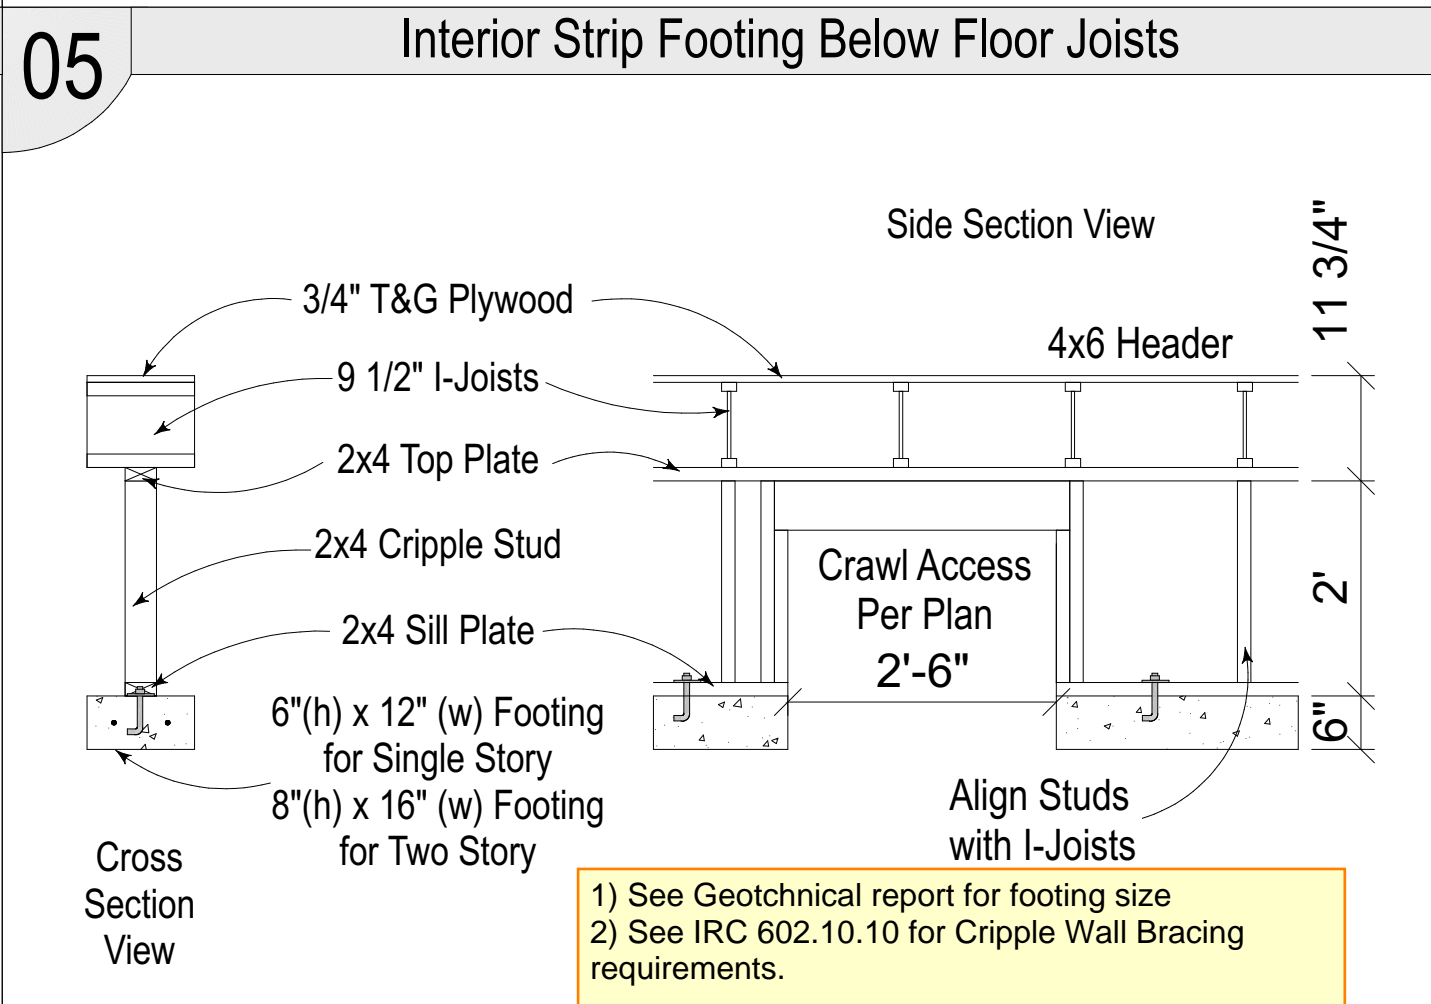 05
Interior Strip Footing Below Floor Joists
Side Section View
11 3/4"
3/4" T&G Plywood
4x6 Header
9 1/2" I-Joists
2x4 Top Plate
2x4 Cripple Stud
Crawl Access
Per Plan
2'-6"
2'
2x4 Sill Plate
6"(h) x 12" (w) Footing
for Single Story
8"(h) x 16" (w) Footing
for Two Story
6"
Align Studs
with I-Joists
Cross
Section
View
1) See Geotchnical report for footing size
2) See IRC 602.10.10 for Cripple Wall Bracing
requirements.